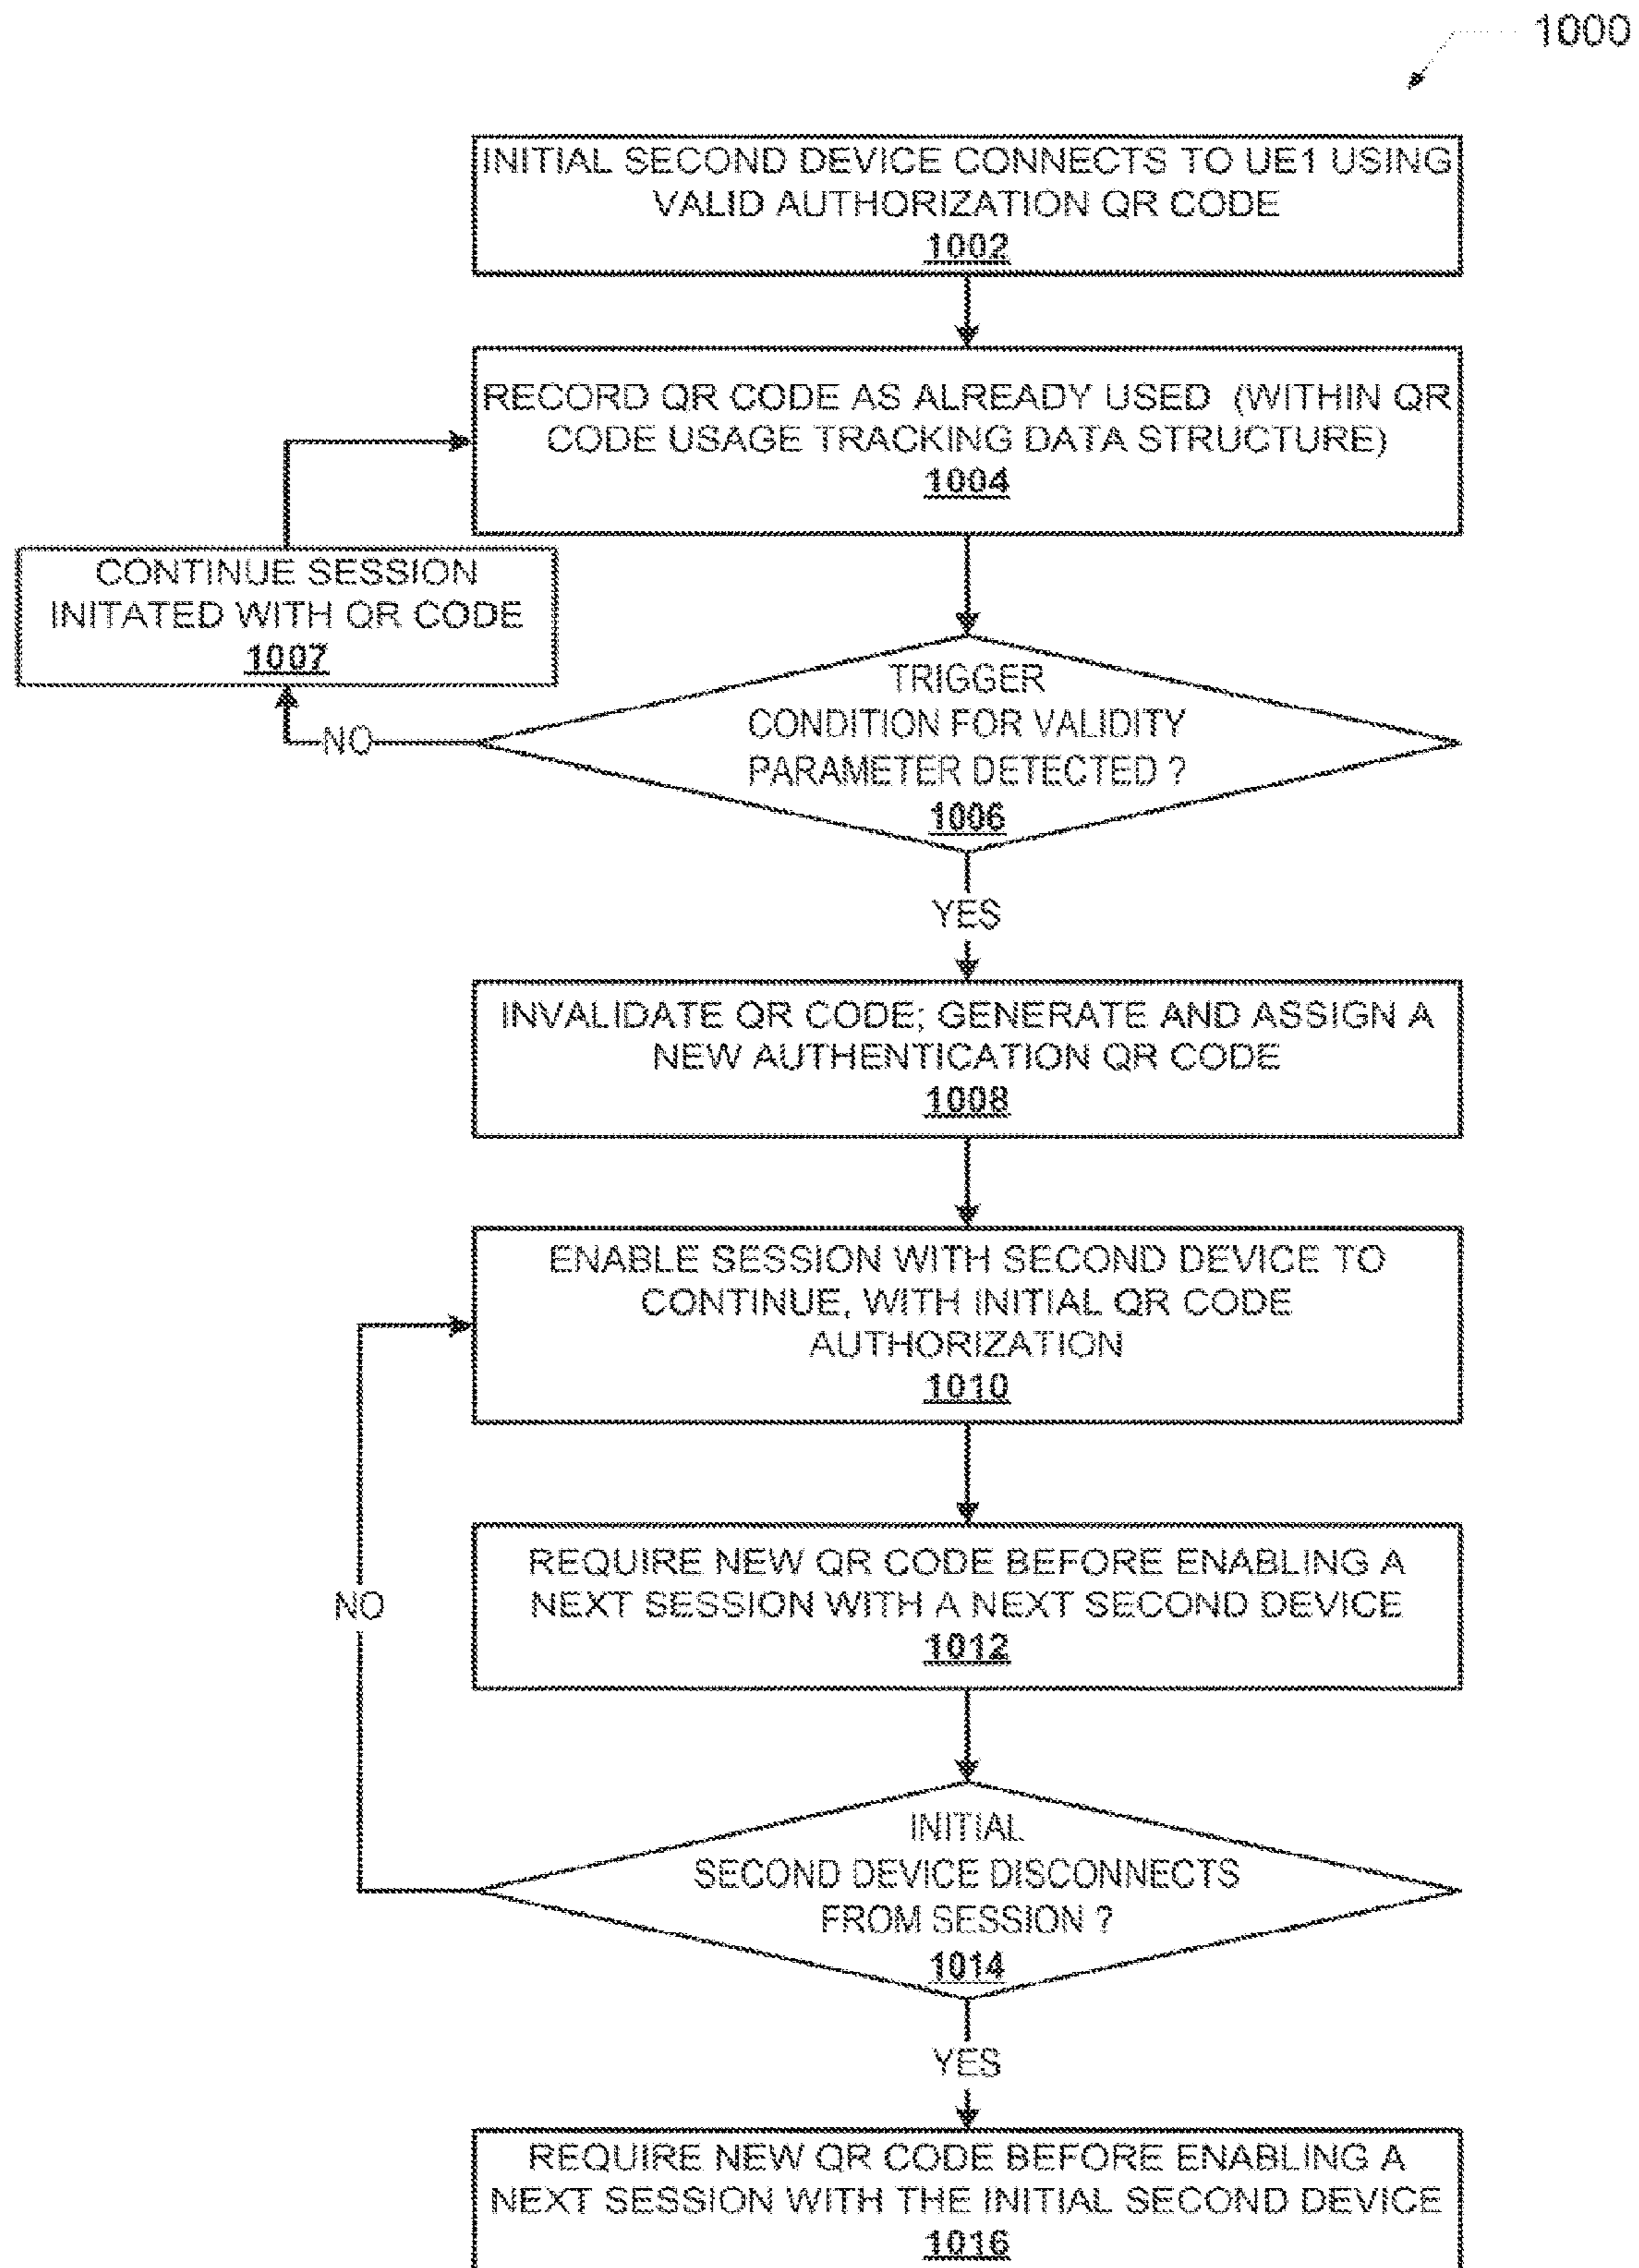 1000
INITIAL SECOND DEVICE CONNECTS TO UE1 USING
VALID AUTHORIZATION QR CODE
1002
RECORD QR CODE AS ALREADY USED (WITHIN QR
CODE USAGE TRACKING DATA STRUCTURE)
1004
CONTINUE SESSION
INITATED WITH QR CODE
1007
TRIGGER
CONDITION FOR VALIDITY
PARAMETER DETECTED ?
1006
NO
YES
INVALIDATE QR CODE; GENERATE AND ASSIGN A
NEW AUTHENTICATION QR CODE
1008
ENABLE SESSION WITH SECOND DEVICE TO
CONTINUE, WITH INITIAL QR CODE
AUTHORIZATION
1010
REQUIRE NEW QR CODE BEFORE ENABLING A
NEXT SESSION WITH A NEXT SECOND DEVICE
1012
NO
INITIAL
SECOND DEVICE DISCONNECTS
FROM SESSION ?
1014
YES
REQUIRE NEW QR CODE BEFORE ENABLING A
NEXT SESSION WITH THE INITIAL SECOND DEVICE
1016